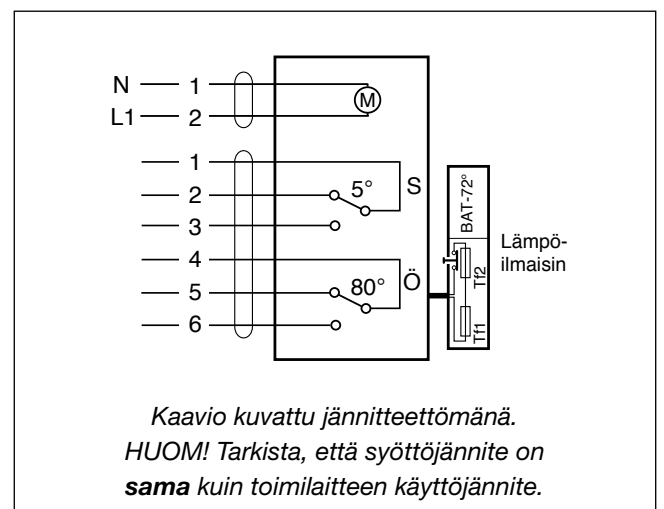 N 1
L1 2
M
1
2 5° S
3
4
5 80° Ö
6
BAT-72°
Tf2
Tf1
Lämpö-
ilmaisin
Kaavio kuvattu jännitteettömänä.
HUOM! Tarkista, että syöttöjännite on
sama kuin toimilaitteen käyttöjännite.